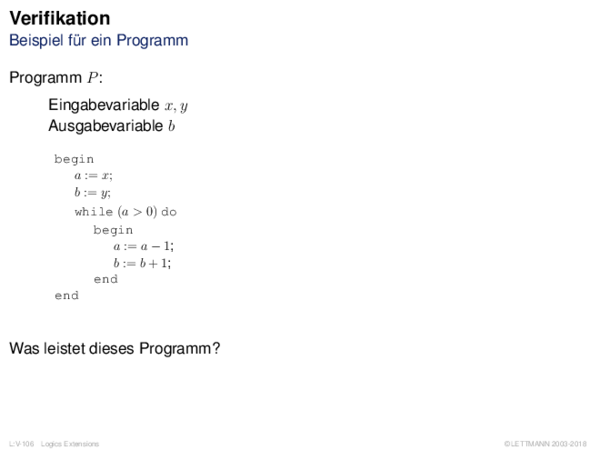 Verifikation
Beispiel für ein Programm
Programm P:
Eingabevariable x, y
Ausgabevariable b
begin
a := x;
b := y;
while (a > 0) do
begin
a := a − 1;
b := b + 1;
end
end
Was leistet dieses Programm?
L:V-106 Logics Extensions
©LETTMANN 2003-2018